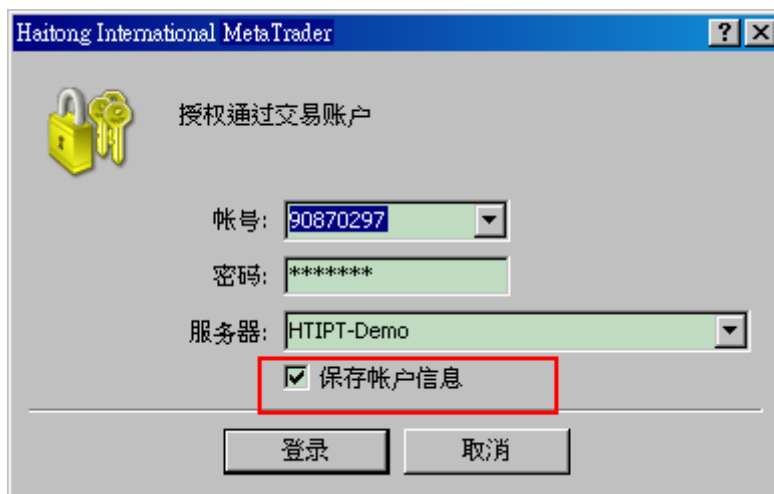 Haitong International MetaTrader
授权通过交易账户
帐号: 90870297
密码: *******
服务器: HTIPT-Demo
保存帐户信息
登录 取消